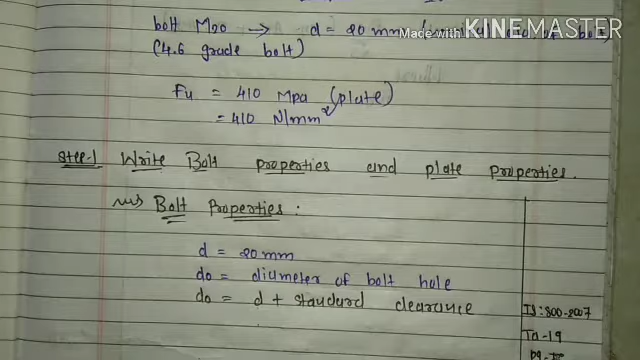 bolt M20 → d = 20 mm
Made with KINEMASTER
(4.6 grade bolt)
Fu = 410 Mpa (plate)
= 410 N/mm²
Step-1 Write Bolt properties and plate properties.
⇝ Bolt Properties :
d = 20 mm
do = diameter of bolt hole
do = d + standard clearance
IS:800-2007